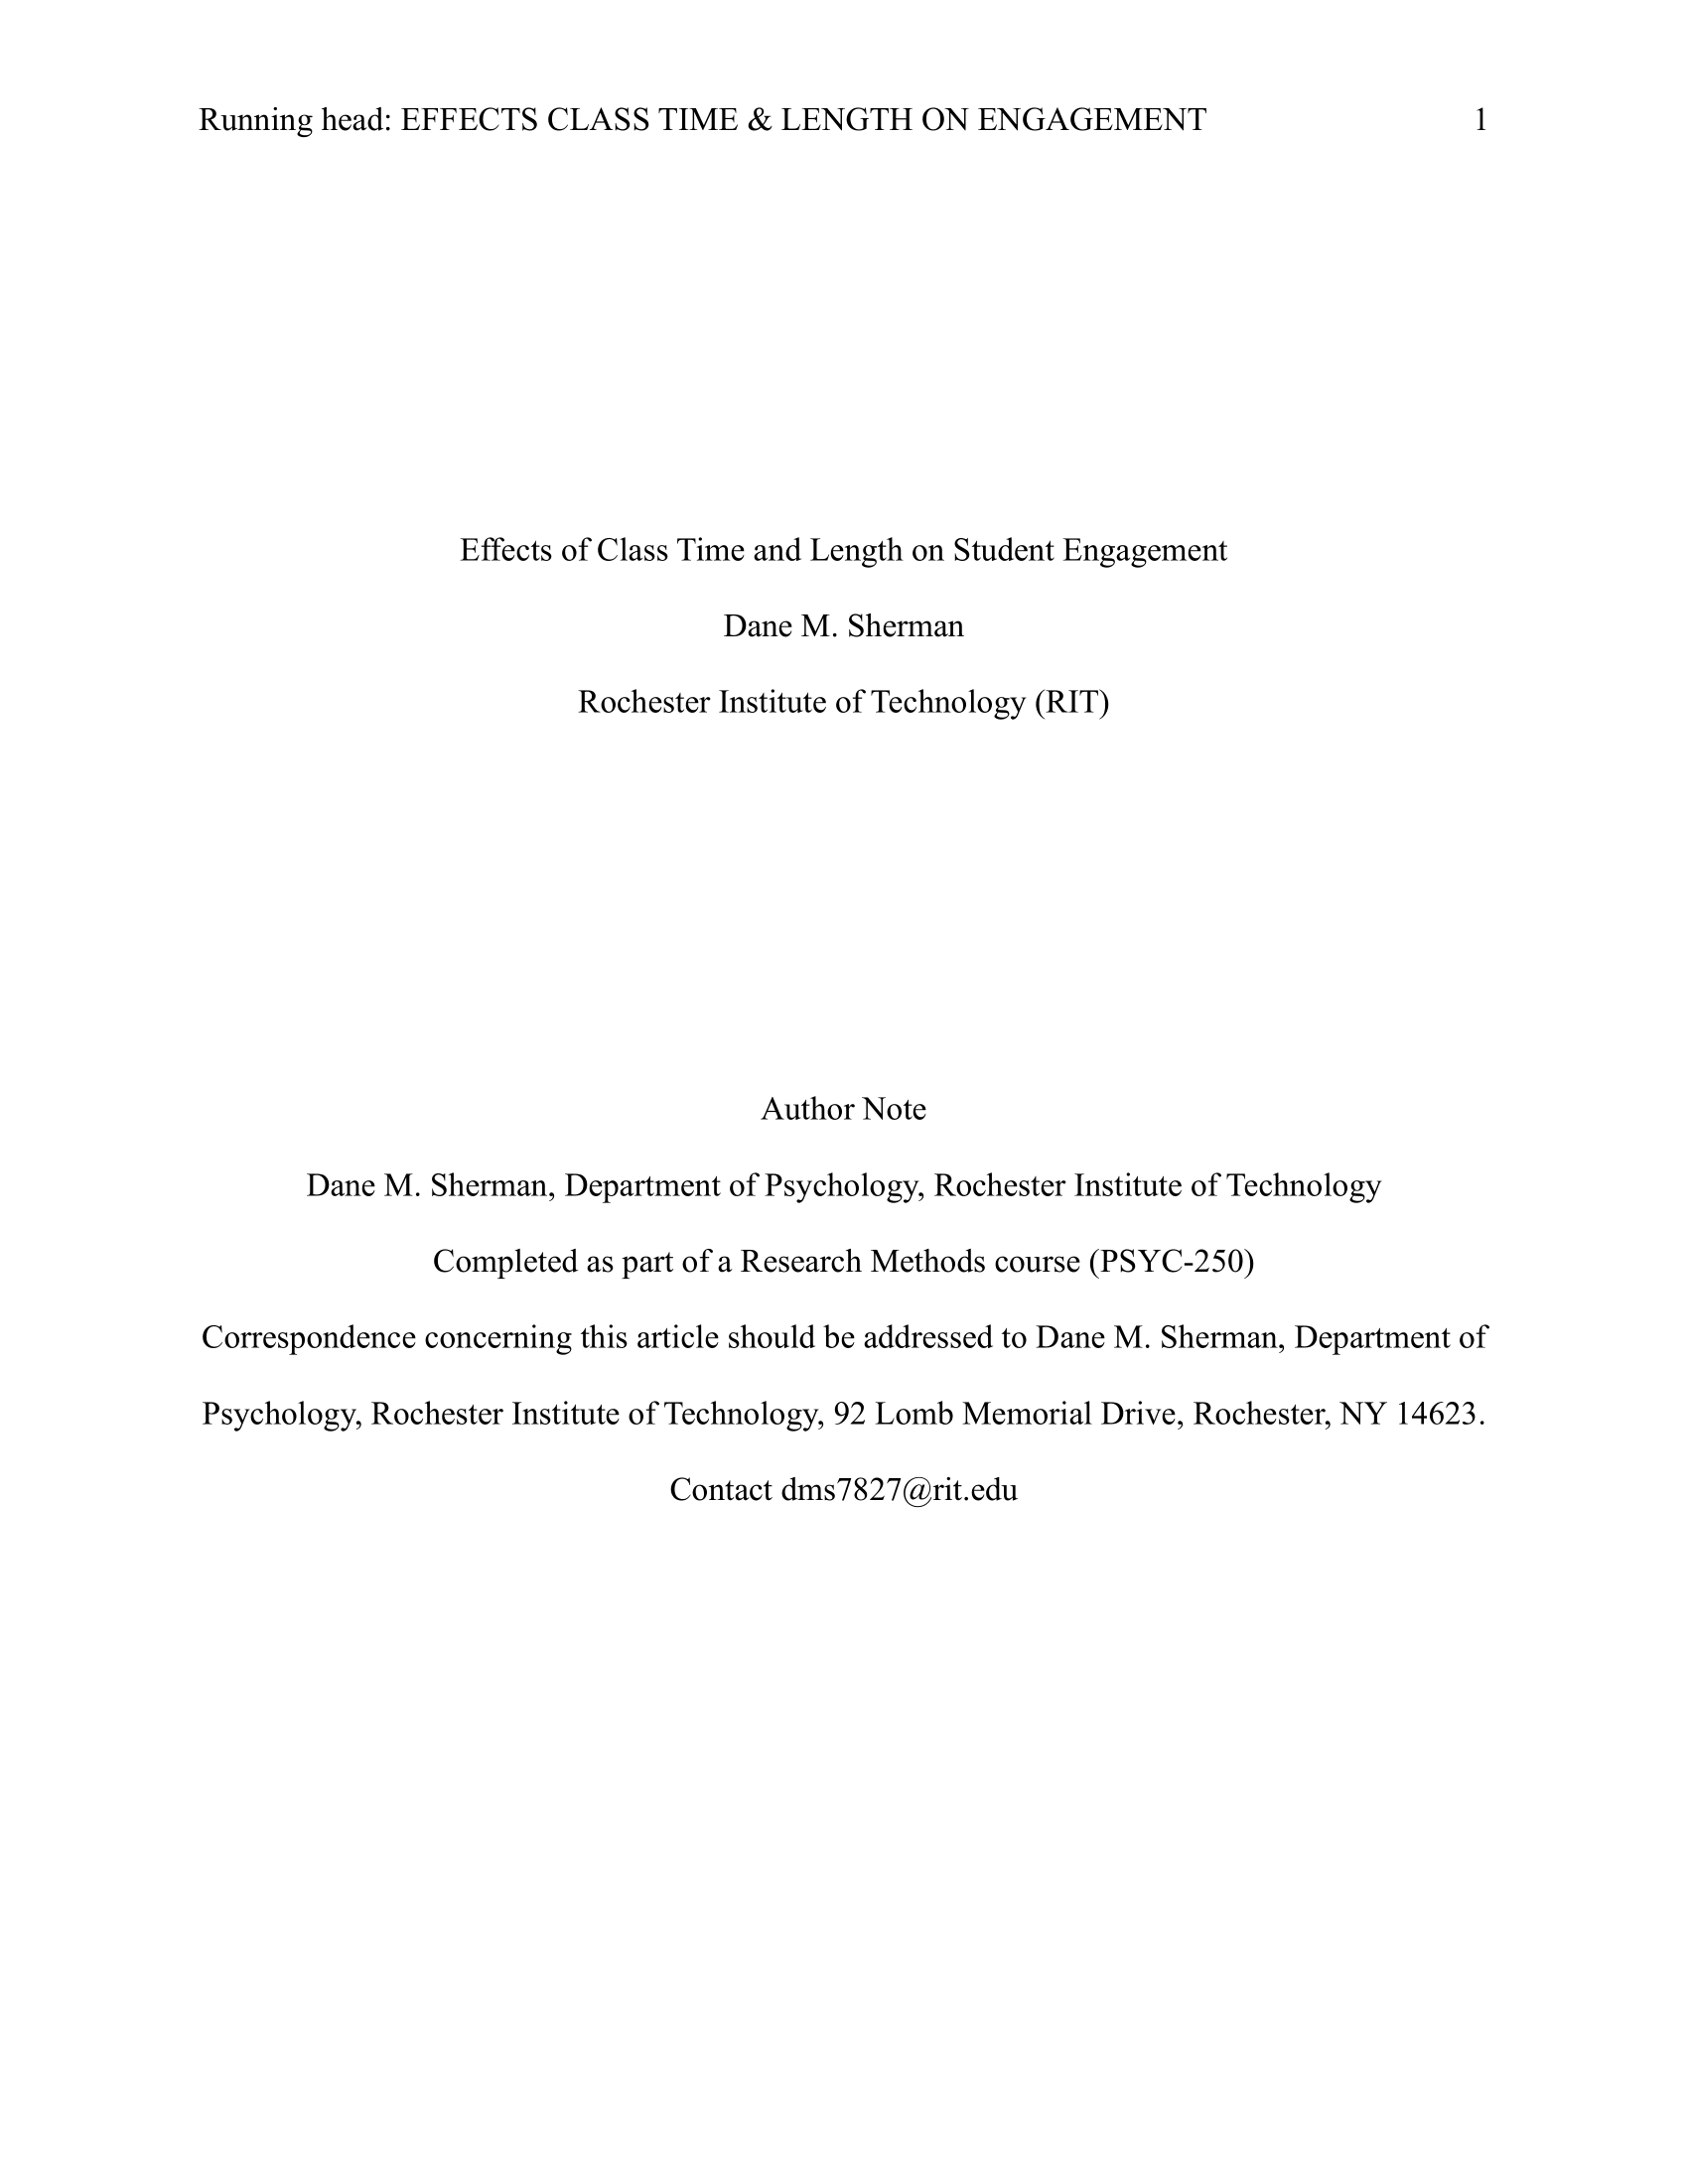 Running head: EFFECTS CLASS TIME & LENGTH ON ENGAGEMENT 1
Effects of Class Time and Length on Student Engagement
Dane M. Sherman
Rochester Institute of Technology (RIT)
Author Note
Dane M. Sherman, Department of Psychology, Rochester Institute of Technology
Completed as part of a Research Methods course (PSYC-250)
Correspondence concerning this article should be addressed to Dane M. Sherman, Department of
Psychology, Rochester Institute of Technology, 92 Lomb Memorial Drive, Rochester, NY 14623.
Contact dms7827@rit.edu